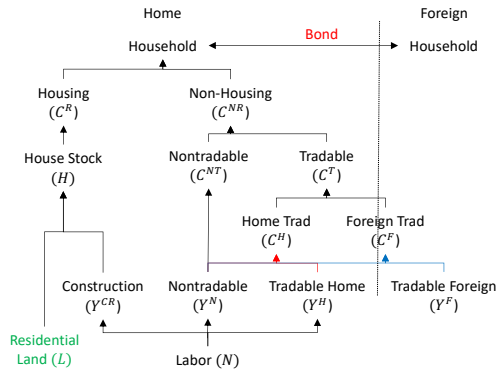 Home
Foreign
Household
Bond
Household
Housing
(C^R)
Non-Housing
(C^{NR})
House Stock
(H)
Nontradable
(C^{NT})
Tradable
(C^T)
Home Trad
(C^H)
Foreign Trad
(C^F)
Construction
(Y^{CR})
Nontradable
(Y^N)
Tradable Home
(Y^H)
Tradable Foreign
(Y^F)
Residential
Land (L)
Labor (N)